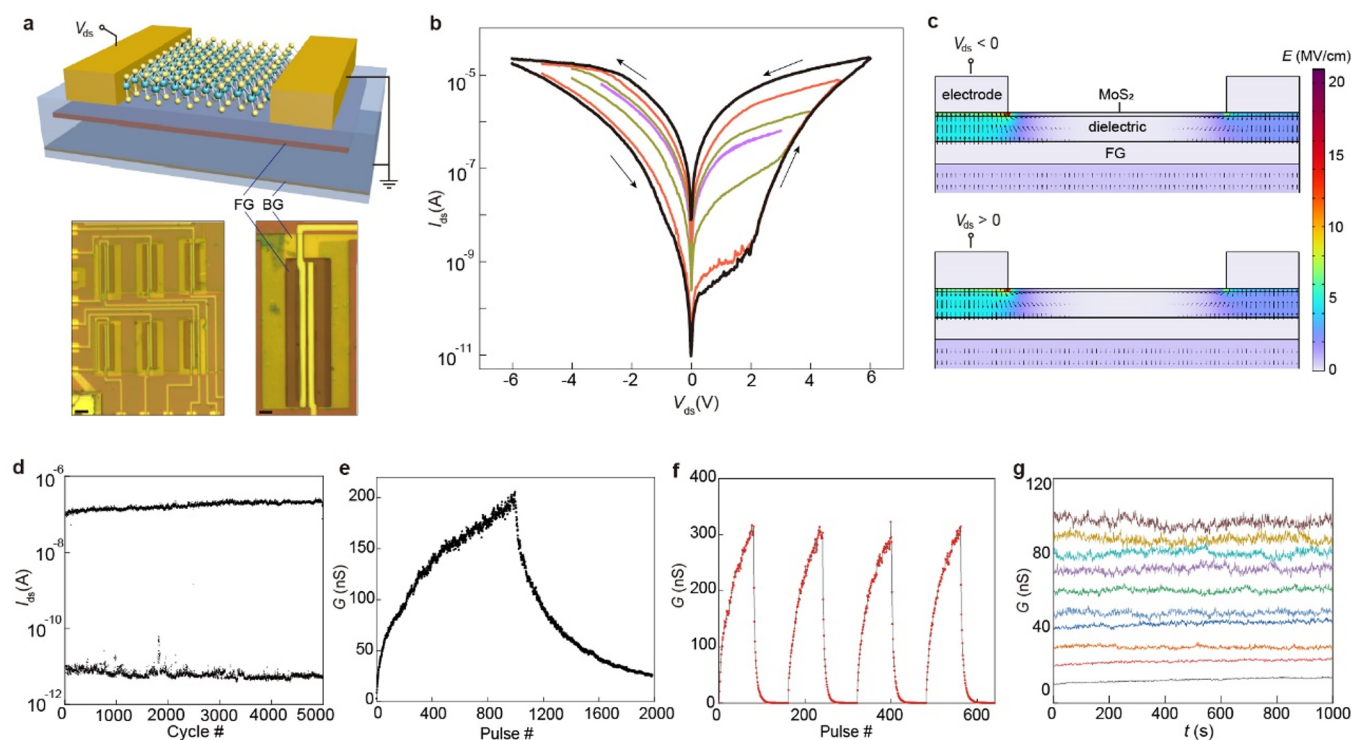 a
V_ds
FG BG
b
I_ds(A)
10^-5
10^-7
10^-9
10^-11
-6 -4 -2 0 2 4 6
V_ds(V)
c
V_ds < 0
electrode
MoS₂
dielectric
FG
V_ds > 0
E (MV/cm)
20
15
10
5
0
d
I_ds(A)
10^-6
10^-8
10^-10
10^-12
0 1000 2000 3000 4000 5000
Cycle #
e
G (nS)
200
150
100
50
0
0 400 800 1200 1600 2000
Pulse #
f
G (nS)
400
300
200
100
0
0 200 400 600
Pulse #
g
G (nS)
120
80
40
0
0 200 400 600 800 1000
t (s)